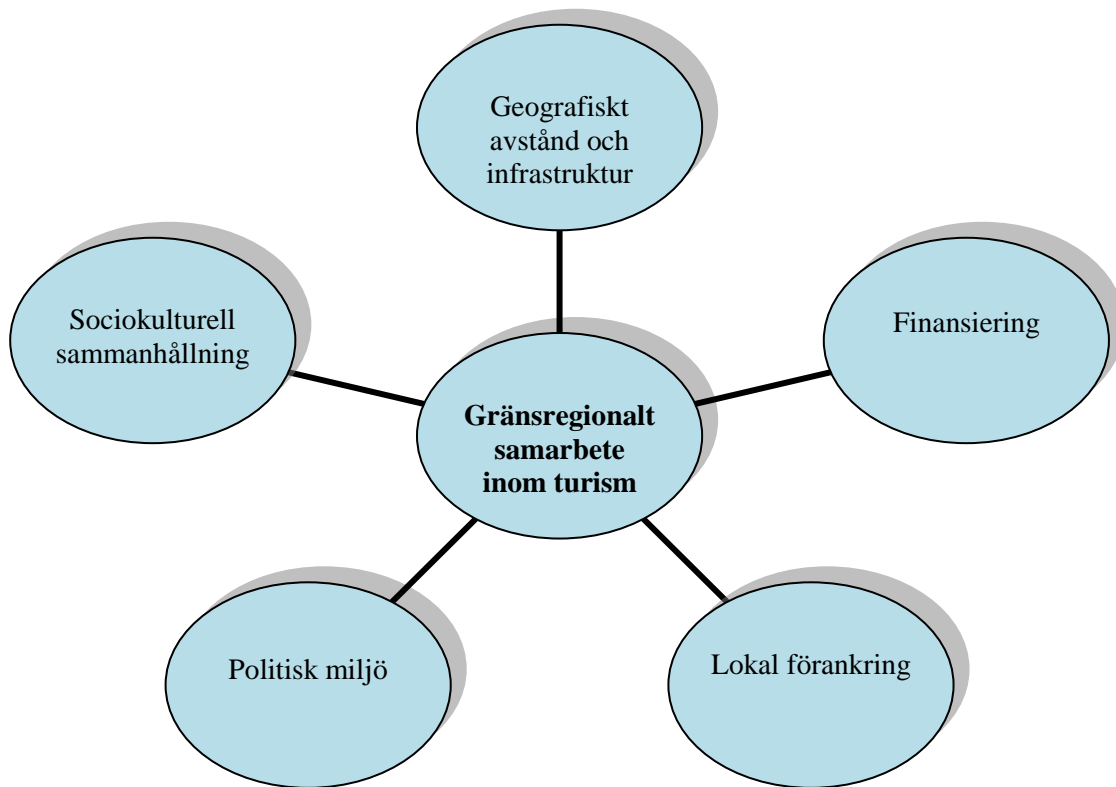 Geografiskt
avstånd och
infrastruktur
Sociokulturell
sammanhållning
Finansiering
Gränsregionalt
samarbete
inom turism
Politisk miljö
Lokal förankring